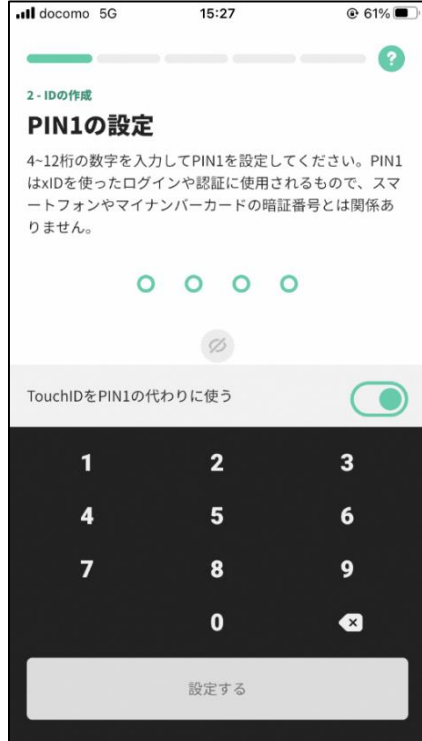 docomo 5G 15:27 61%
?
2 - IDの作成
PIN1の設定
4~12桁の数字を入力してPIN1を設定してください。PIN1
はxIDを使ったログインや認証に使用されるもので、スマ
ートフォンやマイナンバーカードの暗証番号とは関係あ
りません。
TouchIDをPIN1の代わりに使う
1 2 3
4 5 6
7 8 9
0
設定する